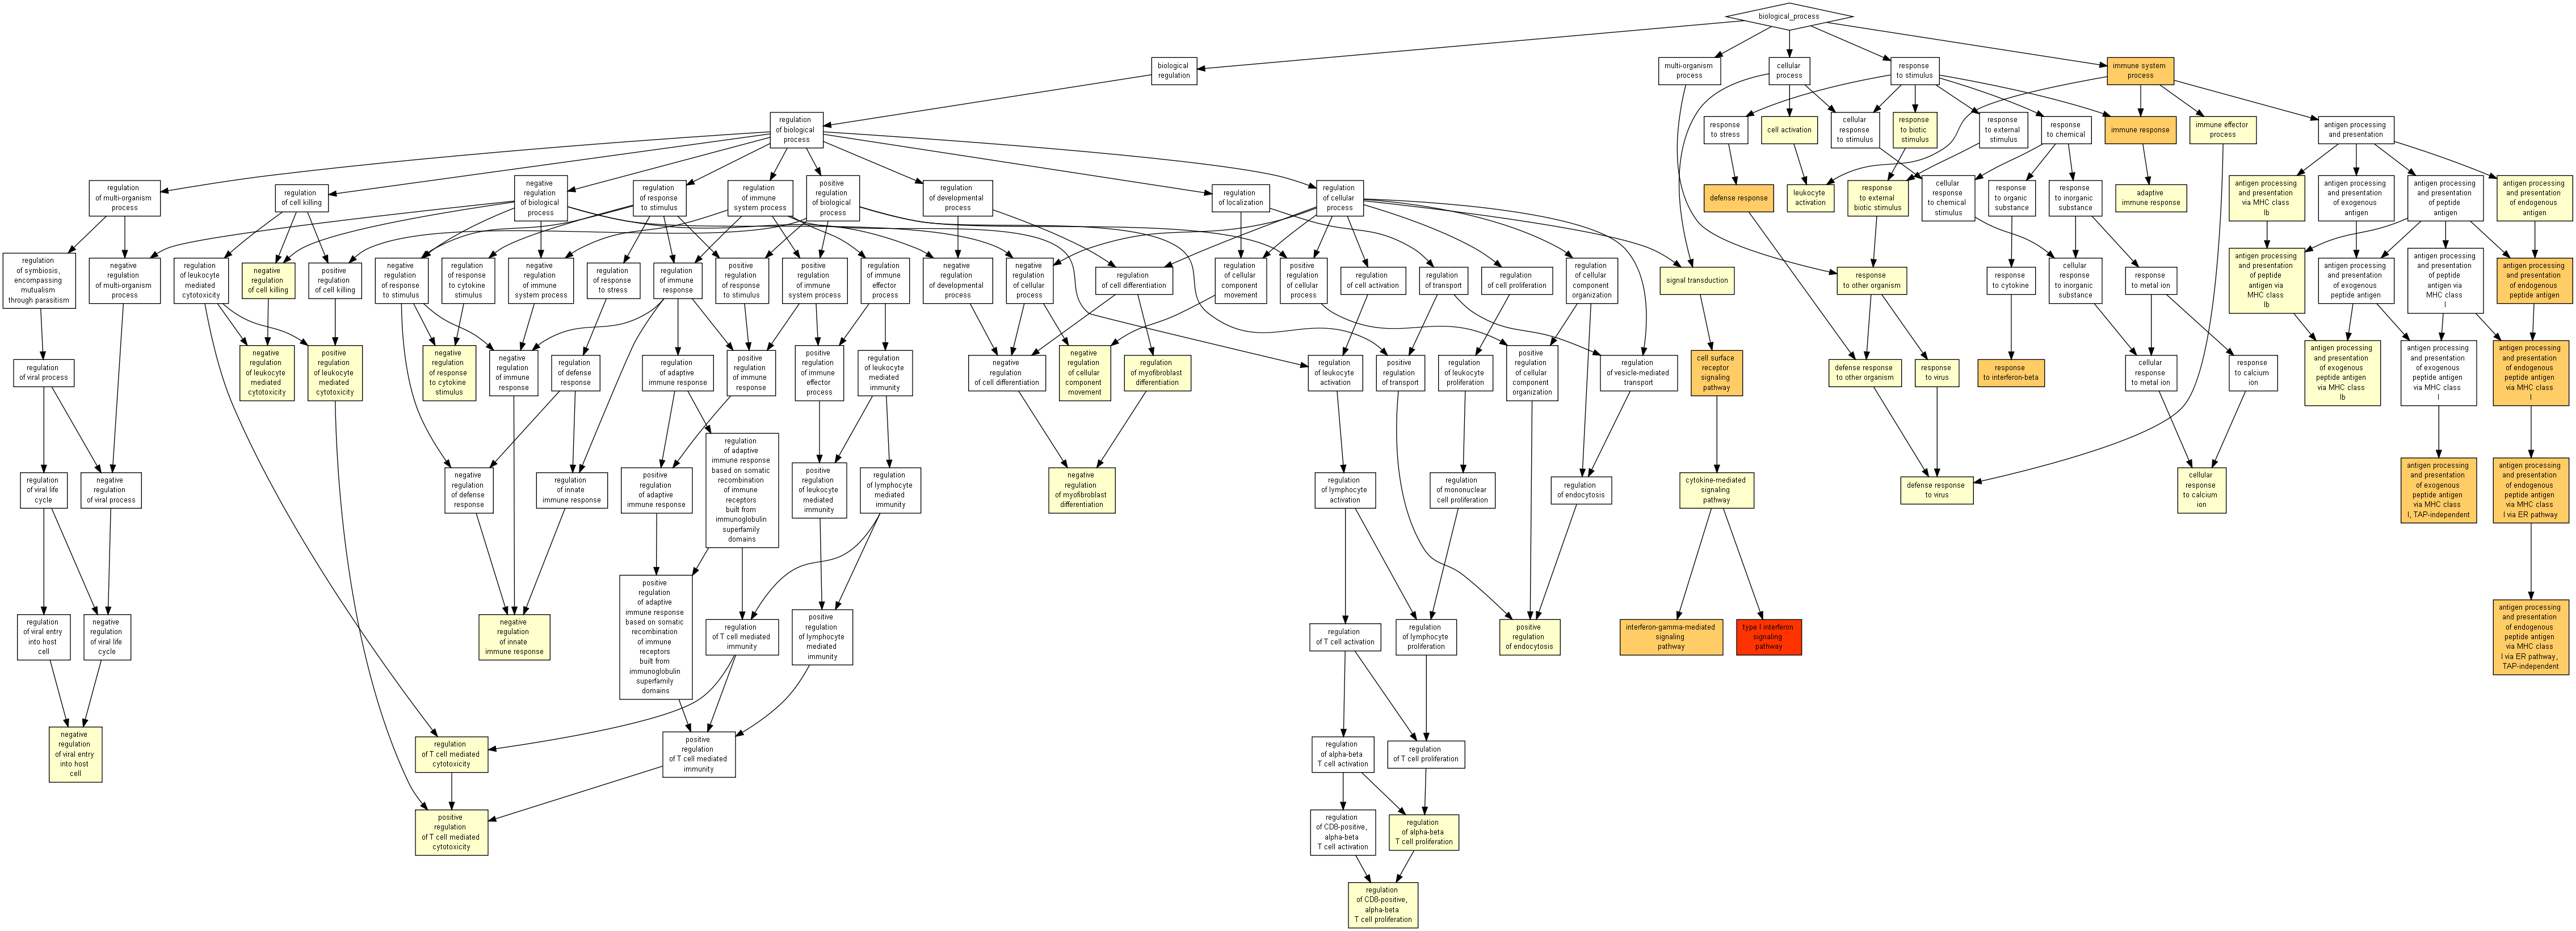 biological_process
biological
regulation
multi-organism
process
cellular
process
response
to stimulus
immune system
process
regulation
of biological
process
response
to stress
cell activation
cellular
response
to stimulus
response
to biotic
stimulus
response
to external
stimulus
response
to chemical
immune response
immune effector
process
antigen processing
and presentation
regulation
of multi-organism
process
regulation
of cell killing
negative
regulation
of biological
process
regulation
of response
to stimulus
regulation
of immune
system process
positive
regulation
of biological
process
regulation
of developmental
process
regulation
of localization
regulation
of cellular
process
defense response
leukocyte
activation
response
to external
biotic stimulus
cellular
response
to chemical
stimulus
response
to organic
substance
response
to inorganic
substance
adaptive
immune response
antigen processing
and presentation
via MHC class
Ib
antigen processing
and presentation
of exogenous
antigen
antigen processing
and presentation
of peptide
antigen
antigen processing
and presentation
of endogenous
antigen
regulation
of symbiosis,
encompassing
mutualism
through parasitism
negative
regulation
of multi-organism
process
regulation
of leukocyte
mediated
cytotoxicity
negative
regulation
of cell killing
positive
regulation
of cell killing
negative
regulation
of response
to stimulus
regulation
of response
to cytokine
stimulus
negative
regulation
of immune
system process
regulation
of response
to stress
regulation
of immune
response
positive
regulation
of response
to stimulus
positive
regulation
of immune
system process
regulation
of immune
effector
process
negative
regulation
of developmental
process
negative
regulation
of cellular
process
regulation
of cell differentiation
regulation
of cellular
component
movement
positive
regulation
of cellular
process
regulation
of cell activation
regulation
of transport
regulation
of cell proliferation
regulation
of cellular
component
organization
signal transduction
response
to other organism
response
to cytokine
cellular
response
to inorganic
substance
response
to metal ion
antigen processing
and presentation
of peptide
antigen via
MHC class
Ib
antigen processing
and presentation
of exogenous
peptide antigen
antigen processing
and presentation
of peptide
antigen via
MHC class
I
antigen processing
and presentation
of endogenous
peptide antigen
regulation
of viral process
negative
regulation
of leukocyte
mediated
cytotoxicity
positive
regulation
of leukocyte
mediated
cytotoxicity
negative
regulation
of response
to cytokine
stimulus
negative
regulation
of immune
response
regulation
of defense
response
regulation
of adaptive
immune response
positive
regulation
of immune
response
positive
regulation
of immune
effector
process
regulation
of leukocyte
mediated
immunity
negative
regulation
of cell differentiation
negative
regulation
of cellular
component
movement
regulation
of myofibroblast
differentiation
regulation
of leukocyte
activation
positive
regulation
of transport
regulation
of leukocyte
proliferation
positive
regulation
of cellular
component
organization
regulation
of vesicle-mediated
transport
cell surface
receptor
signaling
pathway
defense response
to other organism
response
to virus
response
to interferon-beta
cellular
response
to metal ion
response
to calcium
ion
antigen processing
and presentation
of exogenous
peptide antigen
via MHC class
Ib
antigen processing
and presentation
of exogenous
peptide antigen
via MHC class
I
antigen processing
and presentation
of endogenous
peptide antigen
via MHC class
I
regulation
of viral life
cycle
negative
regulation
of viral process
negative
regulation
of defense
response
regulation
of innate
immune response
positive
regulation
of adaptive
immune response
regulation
of adaptive
immune response
based on somatic
recombination
of immune
receptors
built from
immunoglobulin
superfamily
domains
positive
regulation
of leukocyte
mediated
immunity
regulation
of lymphocyte
mediated
immunity
negative
regulation
of myofibroblast
differentiation
regulation
of lymphocyte
activation
regulation
of mononuclear
cell proliferation
regulation
of endocytosis
cytokine-mediated
signaling
pathway
defense response
to virus
cellular
response
to calcium
ion
antigen processing
and presentation
of exogenous
peptide antigen
via MHC class
I, TAP-independent
antigen processing
and presentation
of endogenous
peptide antigen
via MHC class
I via ER pathway
regulation
of viral entry
into host
cell
negative
regulation
of viral life
cycle
negative
regulation
of innate
immune response
positive
regulation
of adaptive
immune response
based on somatic
recombination
of immune
receptors
built from
immunoglobulin
superfamily
domains
regulation
of T cell mediated
immunity
positive
regulation
of lymphocyte
mediated
immunity
regulation
of T cell activation
regulation
of lymphocyte
proliferation
positive
regulation
of endocytosis
interferon-gamma-mediated
signaling
pathway
type I interferon
signaling
pathway
antigen processing
and presentation
of endogenous
peptide antigen
via MHC class
I via ER pathway,
TAP-independent
negative
regulation
of viral entry
into host
cell
regulation
of T cell mediated
cytotoxicity
positive
regulation
of T cell mediated
immunity
regulation
of alpha-beta
T cell activation
regulation
of T cell proliferation
positive
regulation
of T cell mediated
cytotoxicity
regulation
of CD8-positive,
alpha-beta
T cell activation
regulation
of alpha-beta
T cell proliferation
regulation
of CD8-positive,
alpha-beta
T cell proliferation